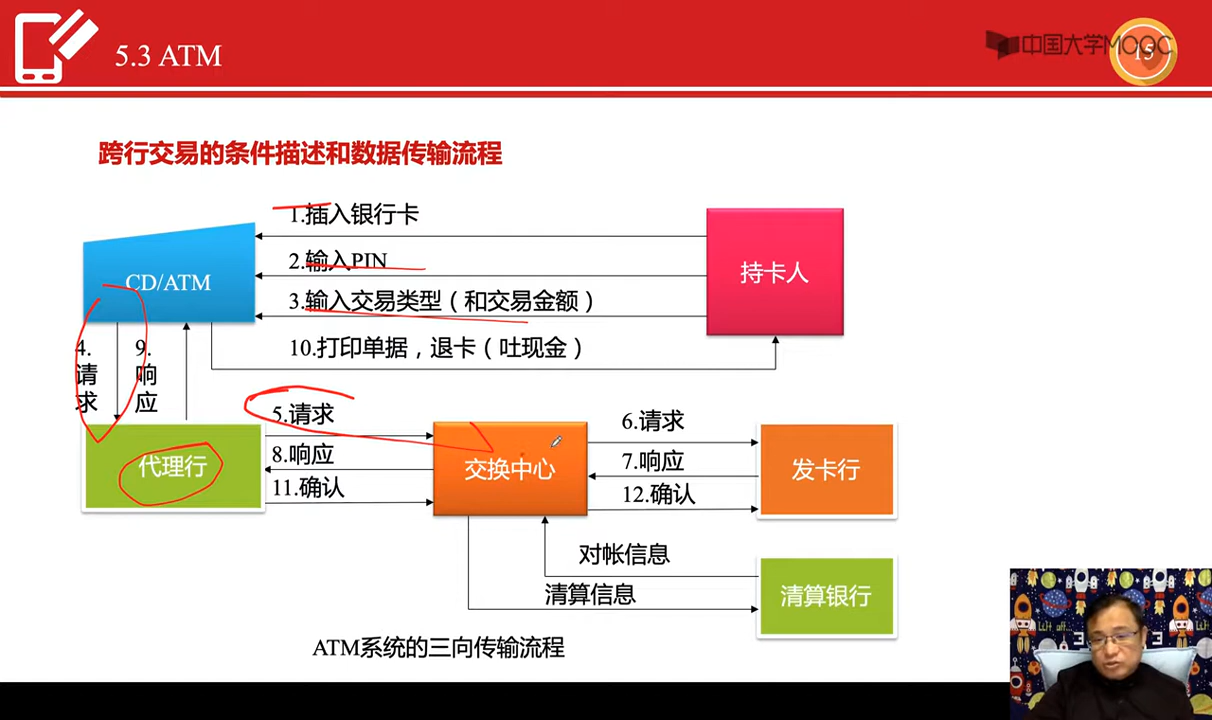 5.3 ATM
中国大学MOOC
15
跨行交易的条件描述和数据传输流程
1.插入银行卡
2.输入PIN
CD/ATM
持卡人
3.输入交易类型（和交易金额）
10.打印单据，退卡（吐现金）
4.
请
求
9.
响
应
5.请求
6.请求
代理行
8.响应
交换中心
7.响应
发卡行
11.确认
12.确认
对帐信息
清算信息
清算银行
ATM系统的三向传输流程